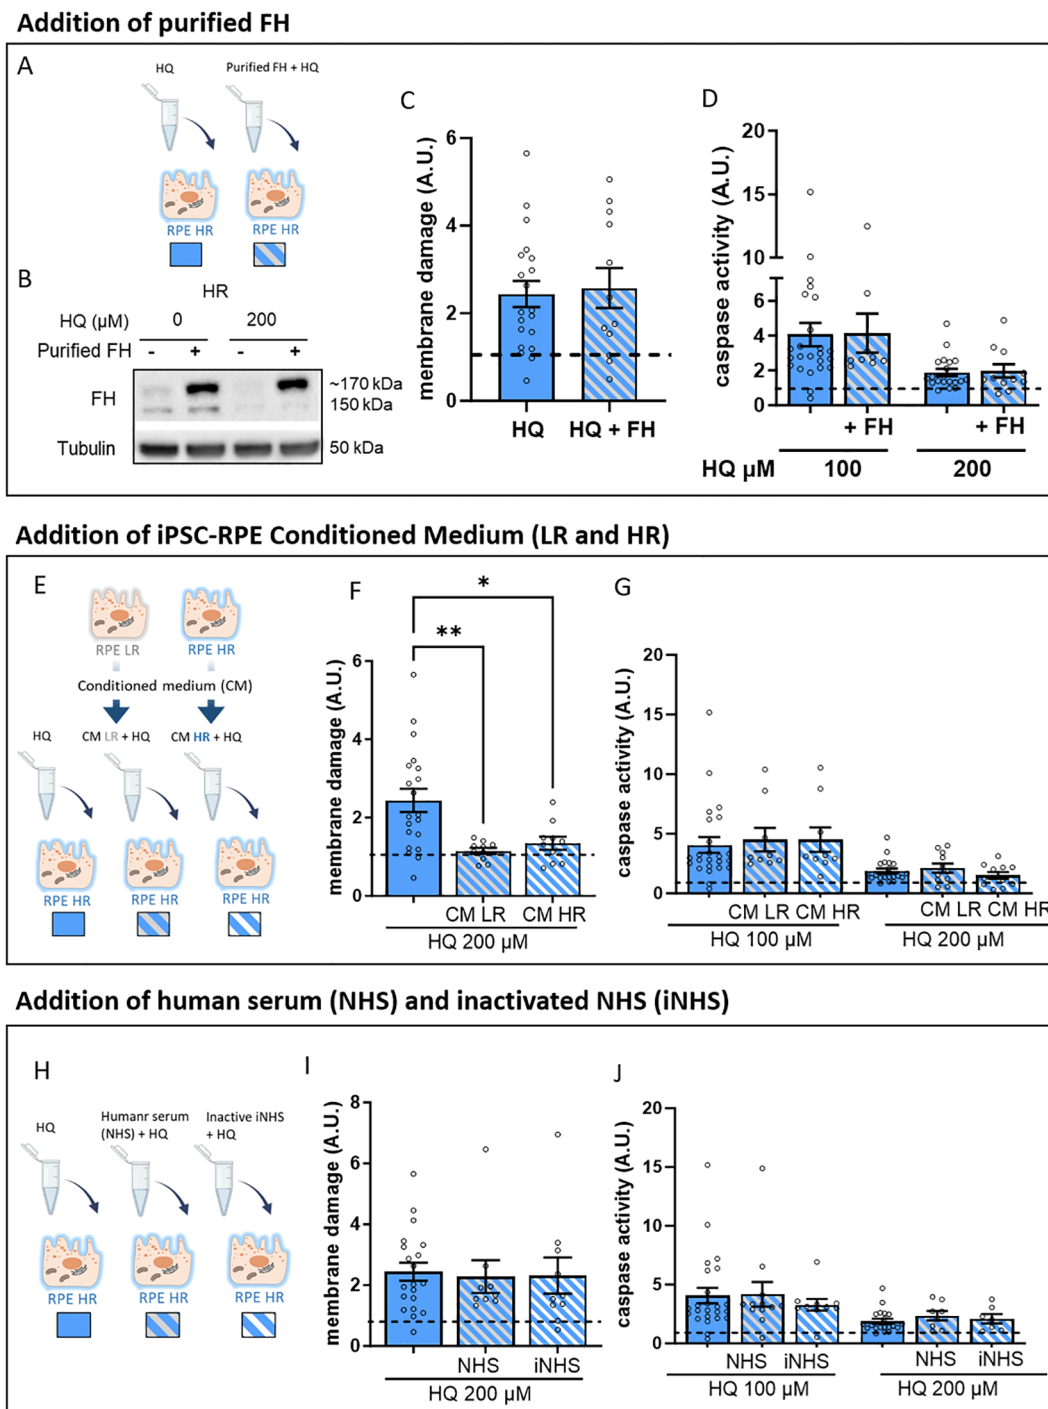 Addition of purified FH
A
HQ
Purified FH + HQ
RPE HR
RPE HR
B
HR
HQ (µM)
0
200
Purified FH
-
+
-
+
FH
~170 kDa
150 kDa
Tubulin
50 kDa
C
membrane damage (A.U.)
6
4
2
0
HQ
HQ + FH
D
caspase activity (A.U.)
20
15
10
6
4
2
0
+ FH
+ FH
HQ µM
100
200
Addition of iPSC-RPE Conditioned Medium (LR and HR)
E
RPE LR
RPE HR
Conditioned medium (CM)
HQ
CM LR + HQ
CM HR + HQ
RPE HR
RPE HR
RPE HR
F
*
**
membrane damage (A.U.)
6
4
2
0
CM LR
CM HR
HQ 200 µM
G
caspase activity (A.U.)
20
15
10
5
0
CM LR
CM HR
CM LR
CM HR
HQ 100 µM
HQ 200 µM
Addition of human serum (NHS) and inactivated NHS (iNHS)
H
HQ
Humanr serum
(NHS) + HQ
Inactive iNHS
+ HQ
RPE HR
RPE HR
RPE HR
I
membrane damage (A.U.)
8
6
4
2
0
NHS
iNHS
HQ 200 µM
J
caspase activity (A.U.)
20
15
10
5
0
NHS
iNHS
NHS
iNHS
HQ 100 µM
HQ 200 µM